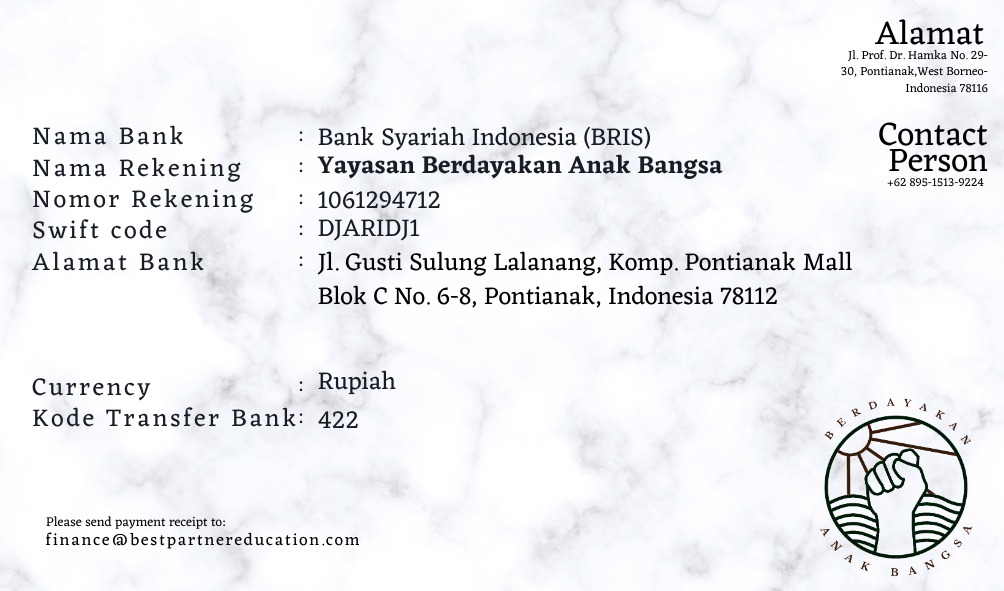 Alamat
Jl. Prof. Dr. Hamka No. 29-
30, Pontianak,West Borneo-
Indonesia 78116
Contact
Person
+62 895-1513-9224
Nama Bank : Bank Syariah Indonesia (BRIS)
Nama Rekening : Yayasan Berdayakan Anak Bangsa
Nomor Rekening : 1061294712
Swift code : DJARIDJ1
Alamat Bank : Jl. Gusti Sulung Lalanang, Komp. Pontianak Mall
Blok C No. 6-8, Pontianak, Indonesia 78112
Currency : Rupiah
Kode Transfer Bank: 422
Please send payment receipt to:
finance@bestpartnereducation.com
BERDAYAKAN
ANAK BANGSA